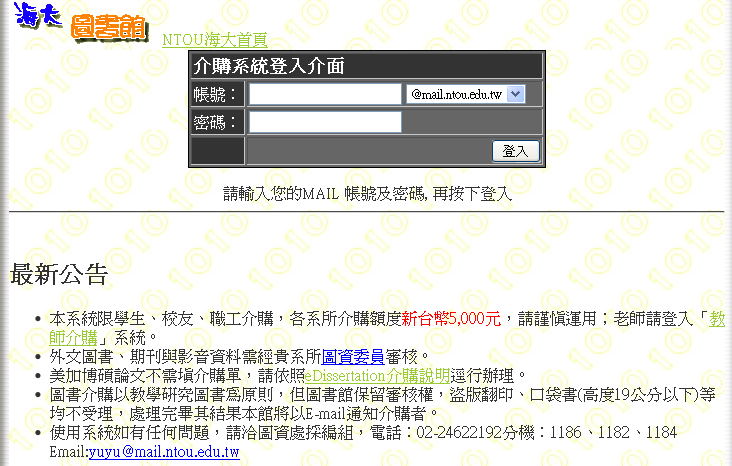 海大 圖書館 NTOU海大首頁
介購系統登入介面
帳號： @mail.ntou.edu.tw
密碼：
登入
請輸入您的MAIL 帳號及密碼, 再按下登入
最新公告
• 本系統限學生、校友、職工介購，各系所介購額度新台幣5,000元，請謹慎運用；老師請登入「教
師介購」系統。
• 外文圖書、期刊與影音資料需經貴系所圖資委員審核。
• 美加博碩論文不需填介購單，請依照eDissertation介購說明逕行辦理。
• 圖書介購以教學研究圖書為原則，但圖書館保留審核權，盜版翻印、口袋書(高度19公分以下)等
均不受理，處理完畢其結果本館將以E-mail通知介購者。
• 使用系統如有任何問題，請洽圖資處採編組，電話：02-24622192分機：1186、1182、1184
Email:yuyu@mail.ntou.edu.tw